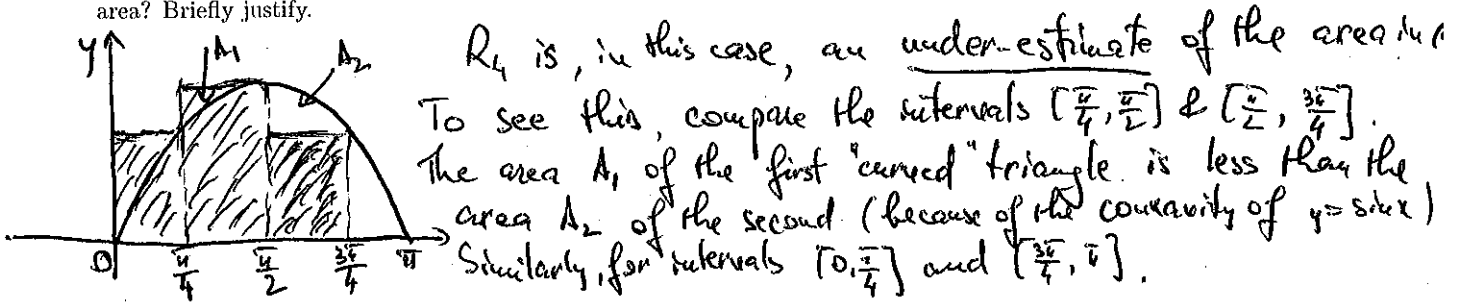 area? Briefly justify.
y A₁ A₂
R₄ is, in this case, an under-estimate of the area in
To see this, compare the intervals [π/4, π/2] & [π/2, 3π/4].
The area A₁ of the first "curved" triangle is less than the
area A₂ of the second (because of the concavity of y = sin x)
Similarly, for intervals [0, π/4] and [3π/4, π].
0 π/4 π/2 3π/4 π